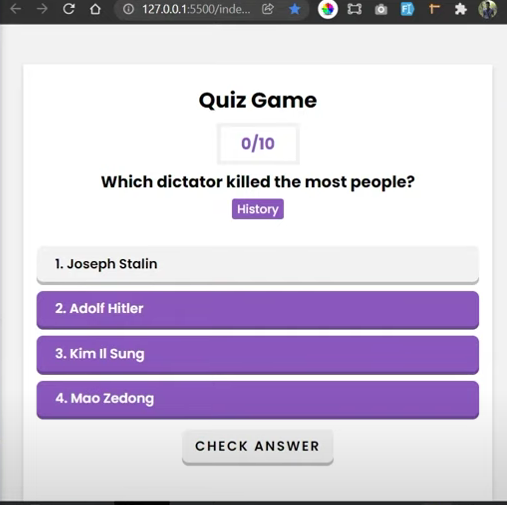 127.0.0.1:5500/inde...
Quiz Game
0/10
Which dictator killed the most people?
History
1. Joseph Stalin
2. Adolf Hitler
3. Kim Il Sung
4. Mao Zedong
CHECK ANSWER